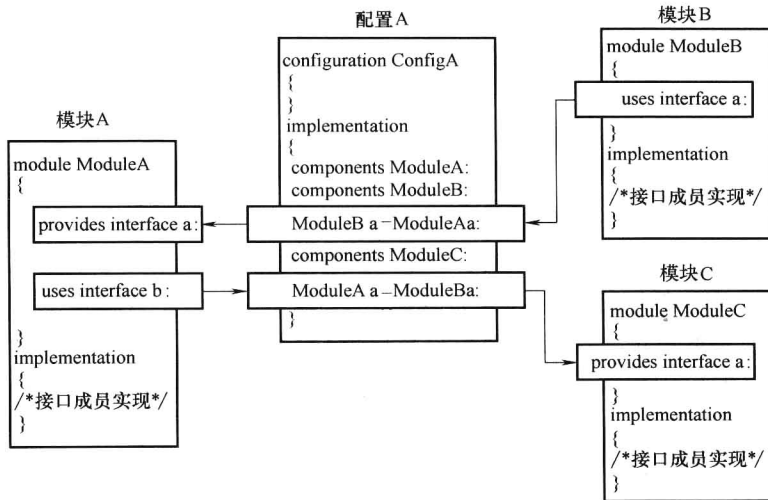 模块A
module ModuleA
{
provides interface a:
uses interface b:
}
implementation
{
/*接口成员实现*/
}
配置A
configuration ConfigA
{
}
implementation
{
components ModuleA:
components ModuleB:
ModuleB a－ModuleAa:
components ModuleC:
ModuleA a－ModuleBa:
}
模块B
module ModuleB
{
uses interface a:
}
implementation
{
/*接口成员实现*/
}
模块C
module ModuleC
{
provides interface a:
}
implementation
{
/*接口成员实现*/
}